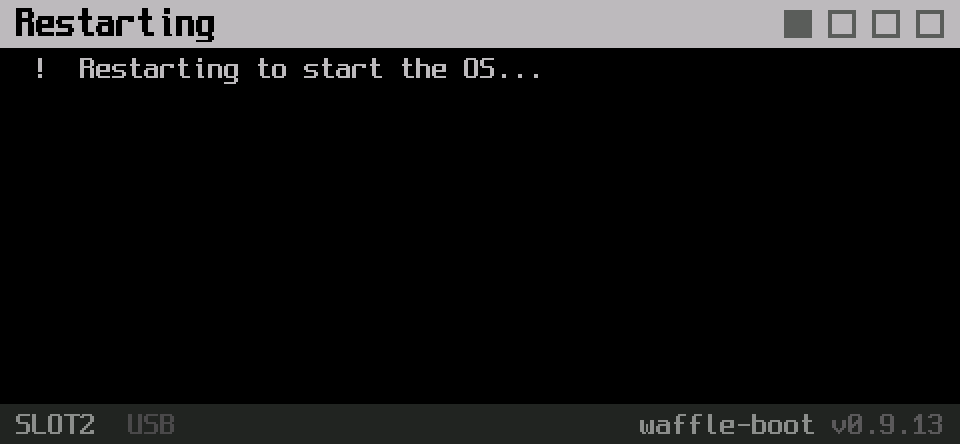 Restarting
! Restarting to start the OS...
SLOT2 USB waffle-boot v0.9.13